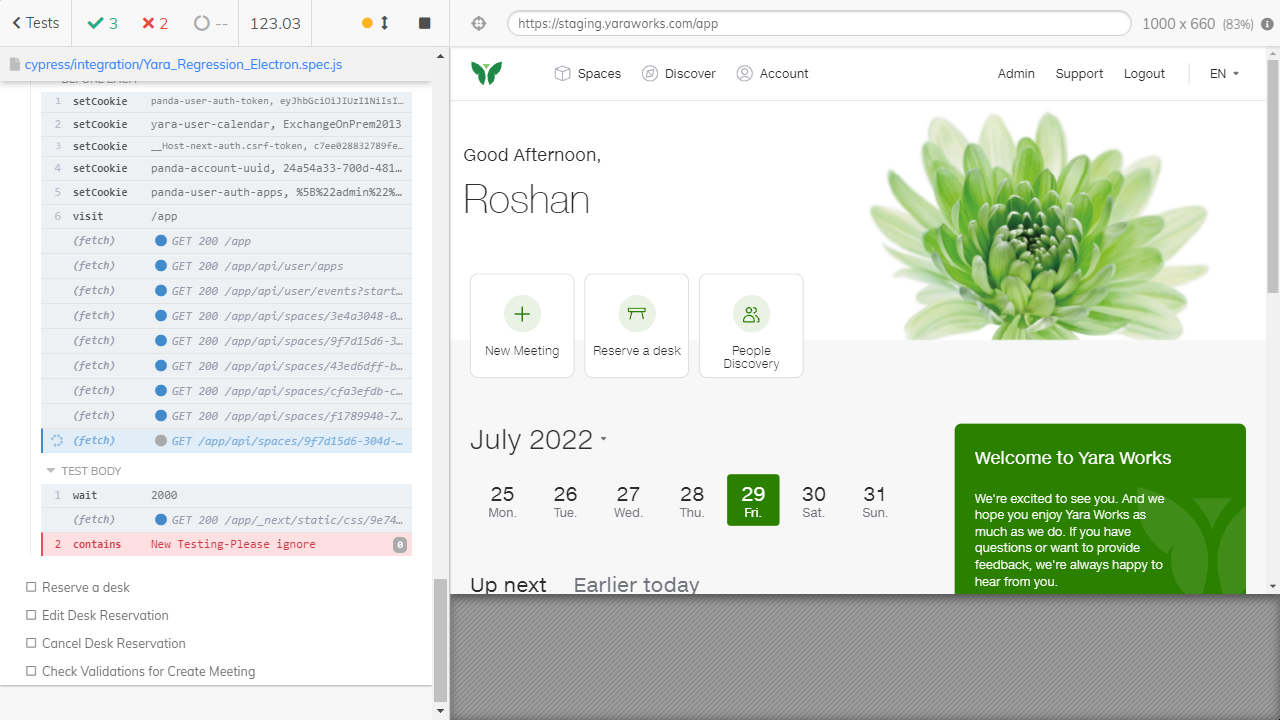 Tests
3
2
--
123.03
https://staging.yaraworks.com/app
1000 x 660 (83%)
cypress/integration/Yara_Regression_Electron.spec.js
BEFORE EACH
1 setCookie panda-user-auth-token, eyJhbGciOiJIUzI1NiIsI…
2 setCookie yara-user-calendar, ExchangeOnPrem2013
3 setCookie __Host-next-auth.csrf-token, c7ee028832789fe…
4 setCookie panda-account-uuid, 24a54a33-700d-481…
5 setCookie panda-user-auth-apps, %5B%22admin%22%…
6 visit /app
(fetch) GET 200 /app
(fetch) GET 200 /app/api/user/apps
(fetch) GET 200 /app/api/user/events?start…
(fetch) GET 200 /app/api/spaces/3e4a3048-0…
(fetch) GET 200 /app/api/spaces/9f7d15d6-3…
(fetch) GET 200 /app/api/spaces/43ed6dff-b…
(fetch) GET 200 /app/api/spaces/cfa3efdb-c…
(fetch) GET 200 /app/api/spaces/f1789940-7…
(fetch) GET /app/api/spaces/9f7d15d6-304d-…
TEST BODY
1 wait 2000
(fetch) GET 200 /app/_next/static/css/9e74…
2 contains New Testing-Please ignore 0
Reserve a desk
Edit Desk Reservation
Cancel Desk Reservation
Check Validations for Create Meeting
Spaces
Discover
Account
Admin
Support
Logout
EN
Good Afternoon,
Roshan
New Meeting
Reserve a desk
People
Discovery
July 2022
25 26 27 28 29 30 31
Mon. Tue. Wed. Thu. Fri. Sat. Sun.
Up next
Earlier today
Welcome to Yara Works
We're excited to see you. And we
hope you enjoy Yara Works as
much as we do. If you have
questions or want to provide
feedback, we're always happy to
hear from you.